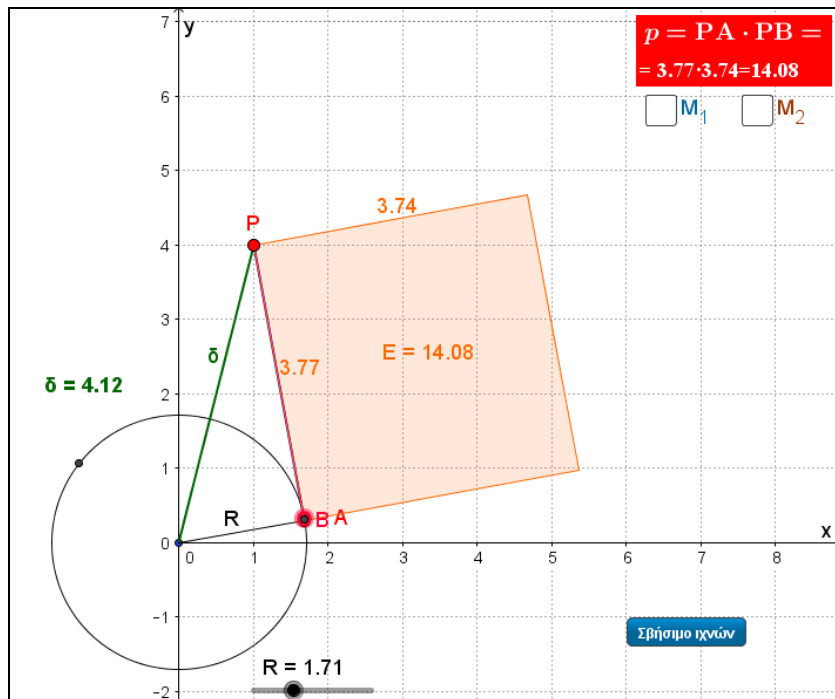 7
y
p = PA · PB =
= 3.77·3.74=14.08
M₁
M₂
6
5
3.74
P
4
3
δ
3.77
E = 14.08
δ = 4.12
2
1
R
B A
x
0
0 1 2 3 4 5 6 7 8
−1
Σβήσιμο ιχνών
R = 1.71
−2